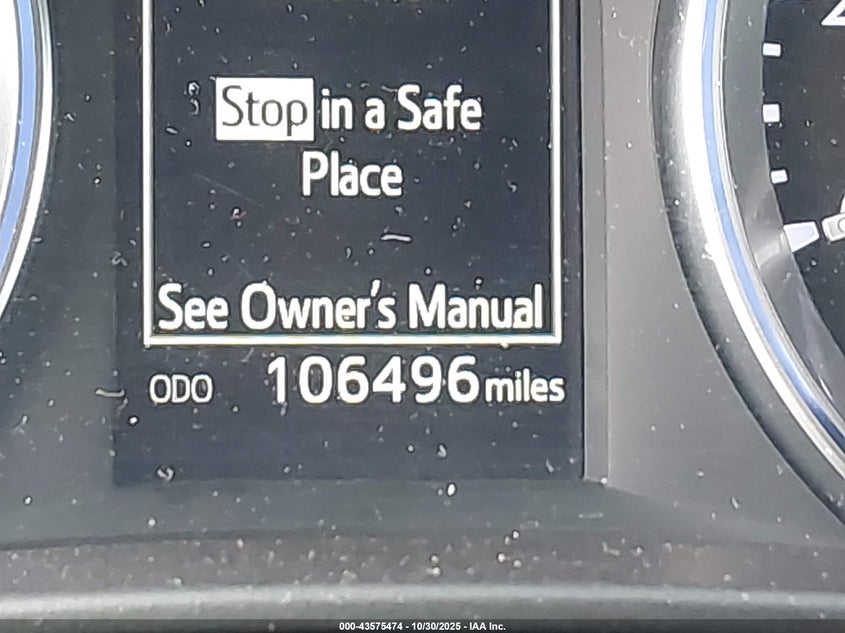 Stop in a Safe
Place
See Owner's Manual
ODO 106496 miles
000-43575474 - 10/30/2025 - IAA Inc.